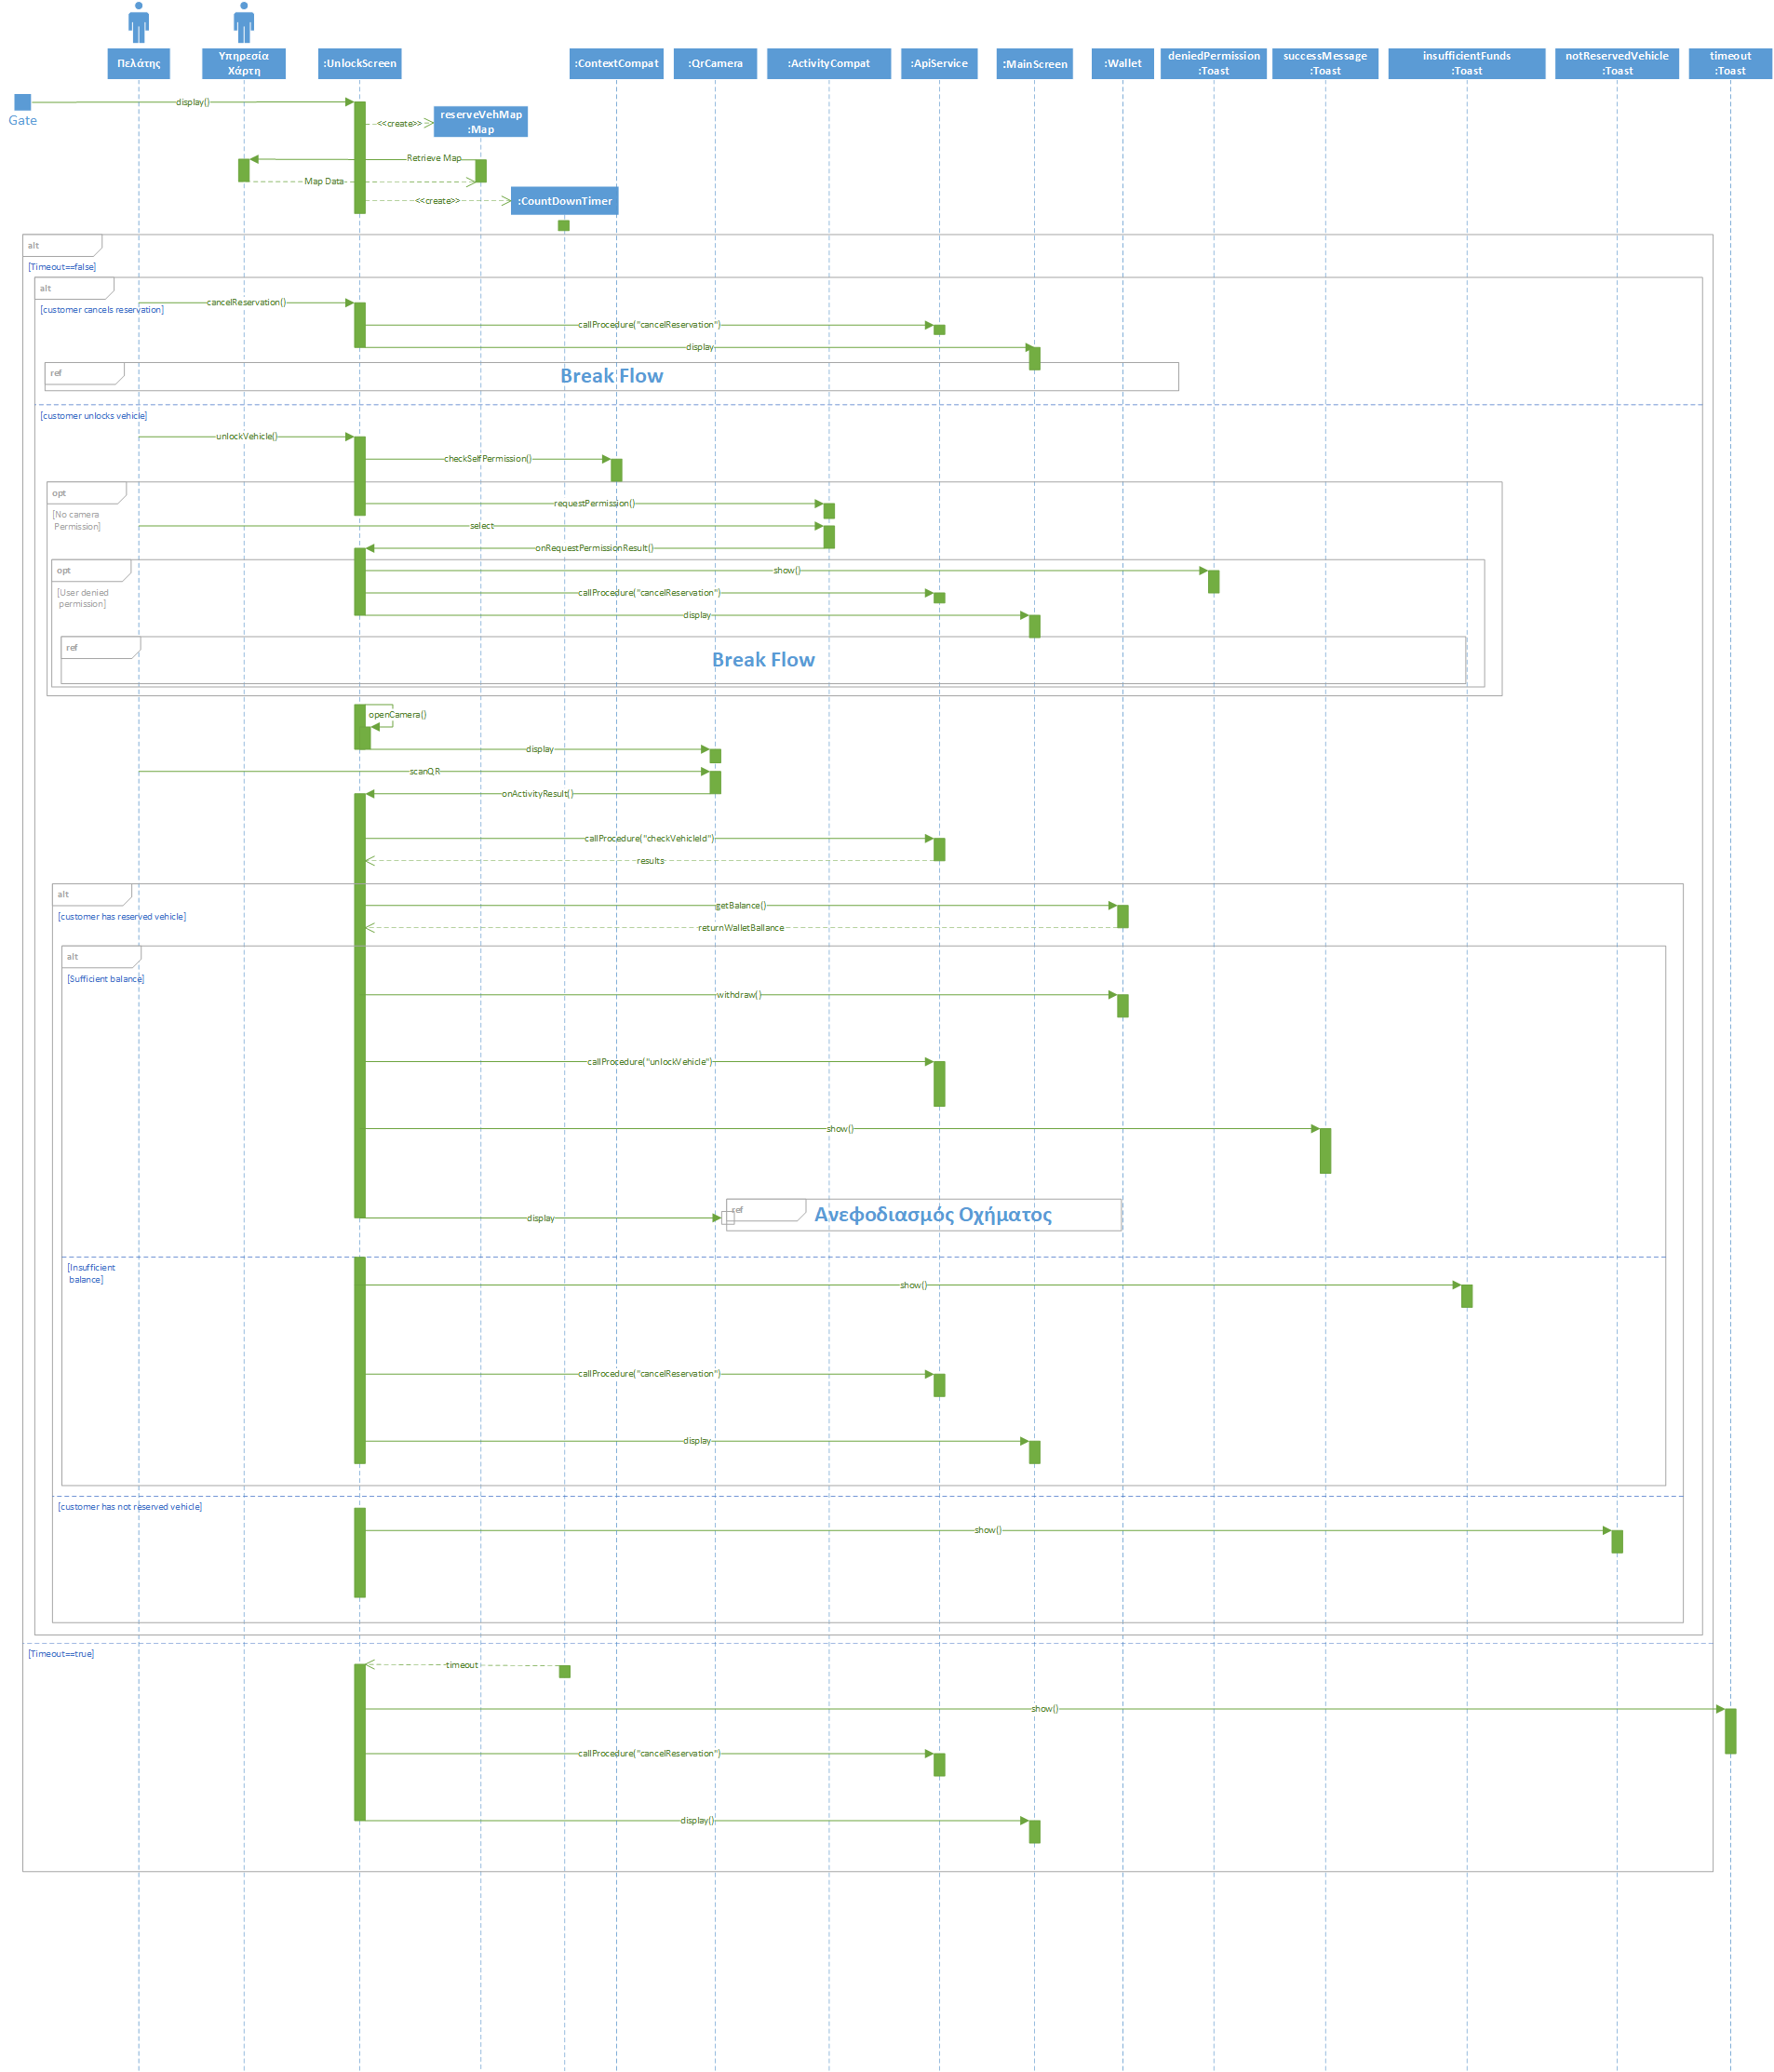 Πελάτης
Υπηρεσία
Χάρτη
:UnlockScreen
:ContextCompat
:QrCamera
:ActivityCompat
:ApiService
:MainScreen
:Wallet
deniedPermission
:Toast
successMessage
:Toast
insufficientFunds
:Toast
notReservedVehicle
:Toast
timeout
:Toast
display()
Gate
<<create>>
reserveVehMap
:Map
Retrieve Map
Map Data
<<create>>
:CountDownTimer
alt
[Timeout==false]
alt
cancelReservation()
[customer cancels reservation]
callProcedure("cancelReservation")
display
ref
Break Flow
[customer unlocks vehicle]
unlockVehicle()
checkSelfPermission()
opt
requestPermission()
[No camera
Permission]
select
onRequestPermissionResult()
opt
show()
[User denied
permission]
callProcedure("cancelReservation")
display
ref
Break Flow
openCamera()
display
scanQR
onActivityResult()
callProcedure("checkVehicleId")
results
alt
getBalance()
[customer has reserved vehicle]
returnWalletBallance
alt
[Sufficient balance]
withdraw()
callProcedure("unlockVehicle")
show()
ref
Ανεφοδιασμός Οχήματος
display
[Insufficient
balance]
show()
callProcedure("cancelReservation")
display
[customer has not reserved vehicle]
show()
[Timeout==true]
timeout
show()
callProcedure("cancelReservation")
display()